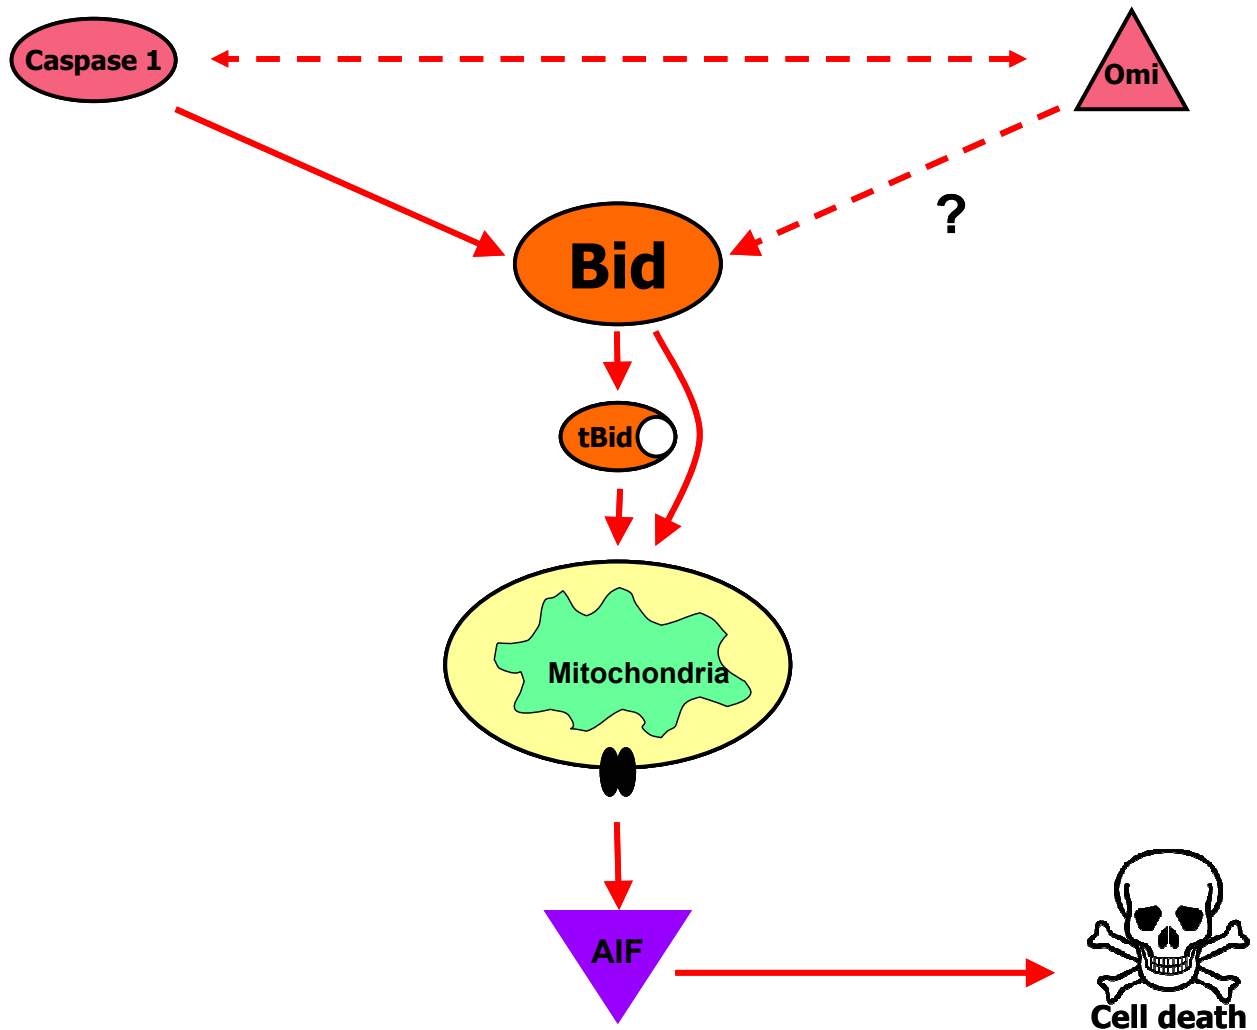 Caspase 1
Omi
?
Bid
tBid
Mitochondria
AIF
Cell death